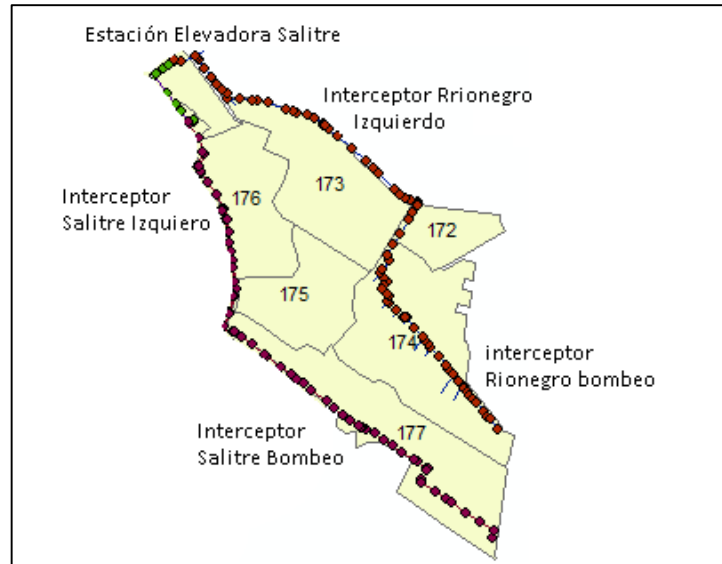 Estación Elevadora Salitre
Interceptor Rrionegro
Izquierdo
173
176
Interceptor
Salitre Izquiero
172
175
174
interceptor
Rionegro bombeo
Interceptor
Salitre Bombeo
177